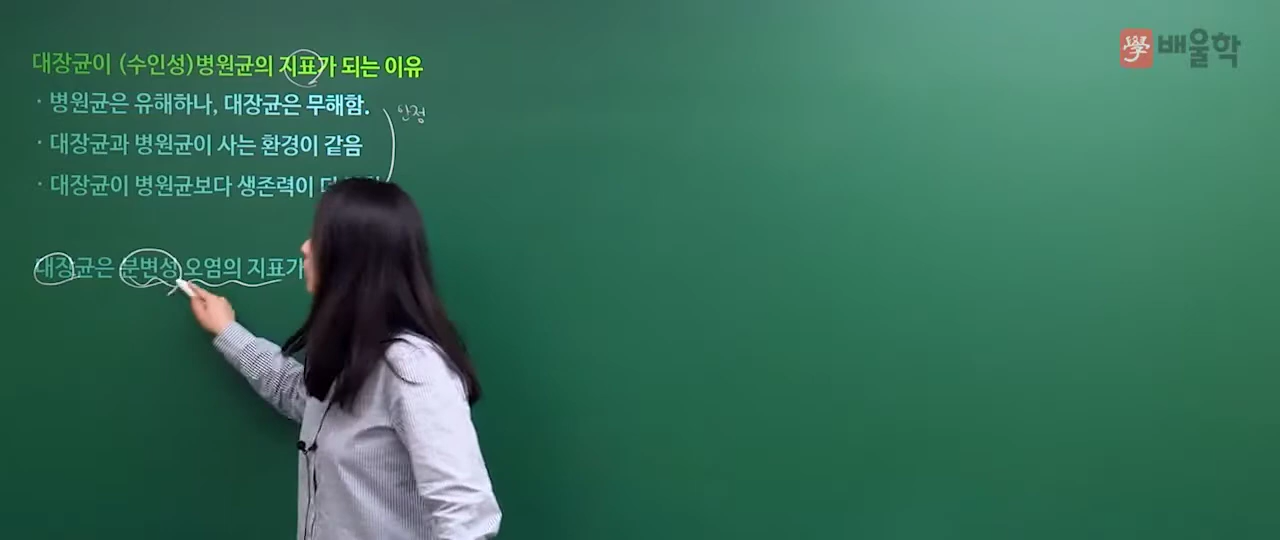 대장균이 (수인성)병원균의 지표가 되는 이유
· 병원균은 유해하나, 대장균은 무해함.
안정
· 대장균과 병원균이 사는 환경이 같음
· 대장균이 병원균보다 생존력이
대장균은 분변성 오염의 지표가
學 배울학